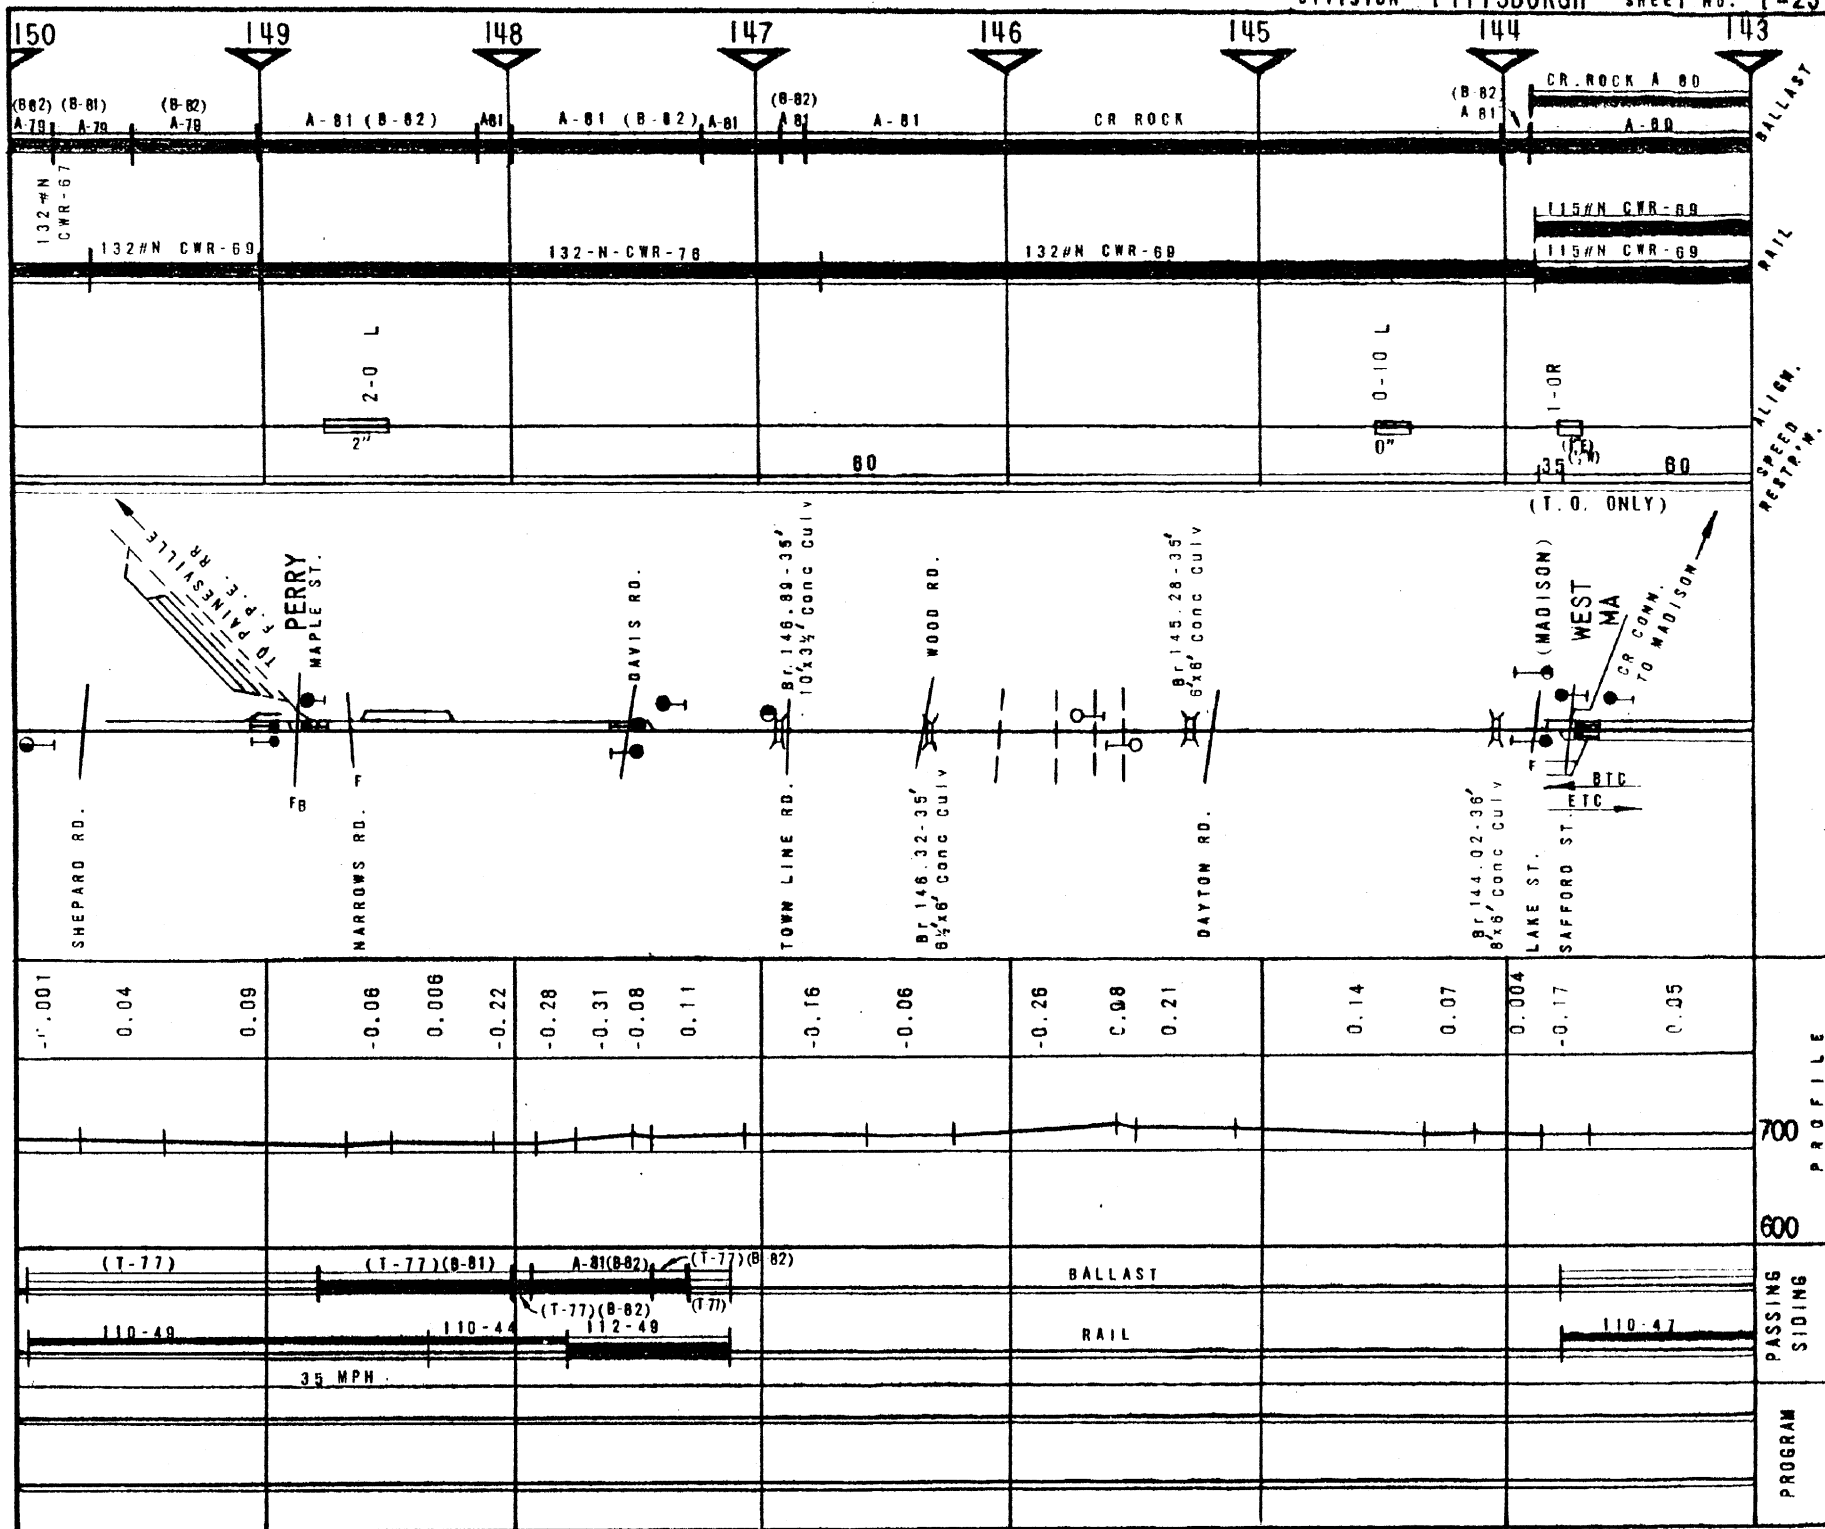 PITTSBURGH SHEET NO.
150 149 148 147 146 145 144 143
BALLAST
CR. ROCK A 80
(B-82) (B-81) (B-82) (B-82) (B-82
A-79 A-79 A-79 A-81 (B-82) A81 A-81 (B-82) A-81 A 81 A-81 CR ROCK A 81 A-80
132-#N
CWR-67
RAIL
115#N CWR-69
132#N CWR-69 132-N-CWR-76 132#N CWR-69 115#N CWR-69
ALIGN.
2-0 L 0-10 L 1-0R
2" 0"
SPEED
RESTR'N.
60 35 60
(T.O. ONLY)
TO PAINESVILLE
F.P.E. RR
PERRY
MAPLE ST.
DAVIS RD.
Br. 146.89-35'
10'x3½' Conc Culv
WOOD RD.
Br 145.28-35'
6'x6' Conc Culv
(MADISON)
WEST
MA
CR CONN.
TO MADISON
F
FB
F
BTC
ETC
SHEPARD RD.
NARROWS RD.
TOWN LINE RD.
Br 146.32-35'
6½'x6' Conc Culv
DAYTON RD.
Br 144.02-36'
8'x6' Conc Culv
LAKE ST.
SAFFORD ST.
-0.001 0.04 0.09 -0.06 0.006 -0.22 -0.28 -0.31 -0.08 0.11 -0.16 -0.06 -0.26 0.08 0.21 0.14 0.07 0.004 -0.17 0.05
PROFILE
700
600
(T-77) (T-77)(B-81) A-81(B-82) (T-77)(B-82) BALLAST
(T-77)(B-82) (T-77)
110-49 110-44 112-49 RAIL 110-47
PASSING
SIDING
35 MPH
PROGRAM